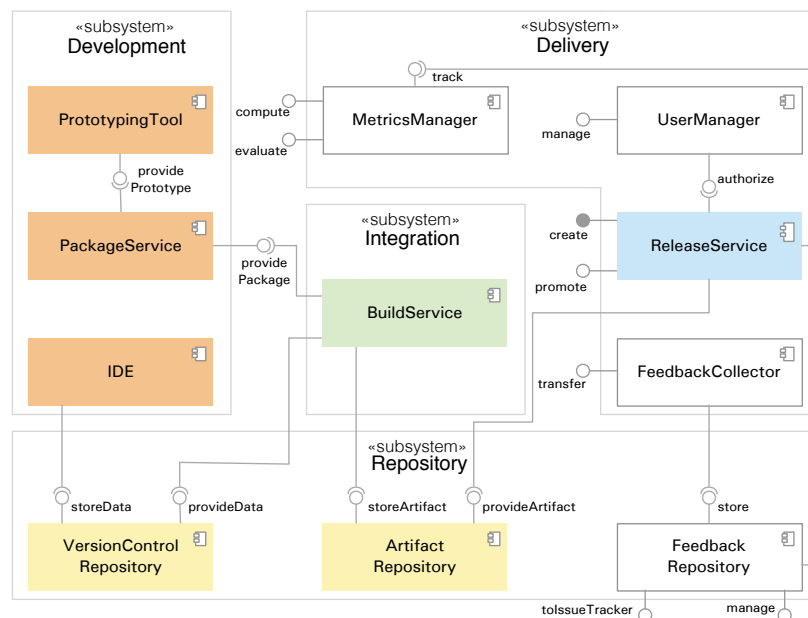 «subsystem»
Development
«subsystem»
Delivery
track
PrototypingTool
compute
MetricsManager
UserManager
manage
evaluate
provide
Prototype
authorize
«subsystem»
Integration
PackageService
create
ReleaseService
provide
Package
promote
BuildService
IDE
transfer
FeedbackCollector
«subsystem»
Repository
storeData
provideData
storeArtifact
provideArtifact
store
VersionControl
Repository
Artifact
Repository
Feedback
Repository
toIssueTracker
manage